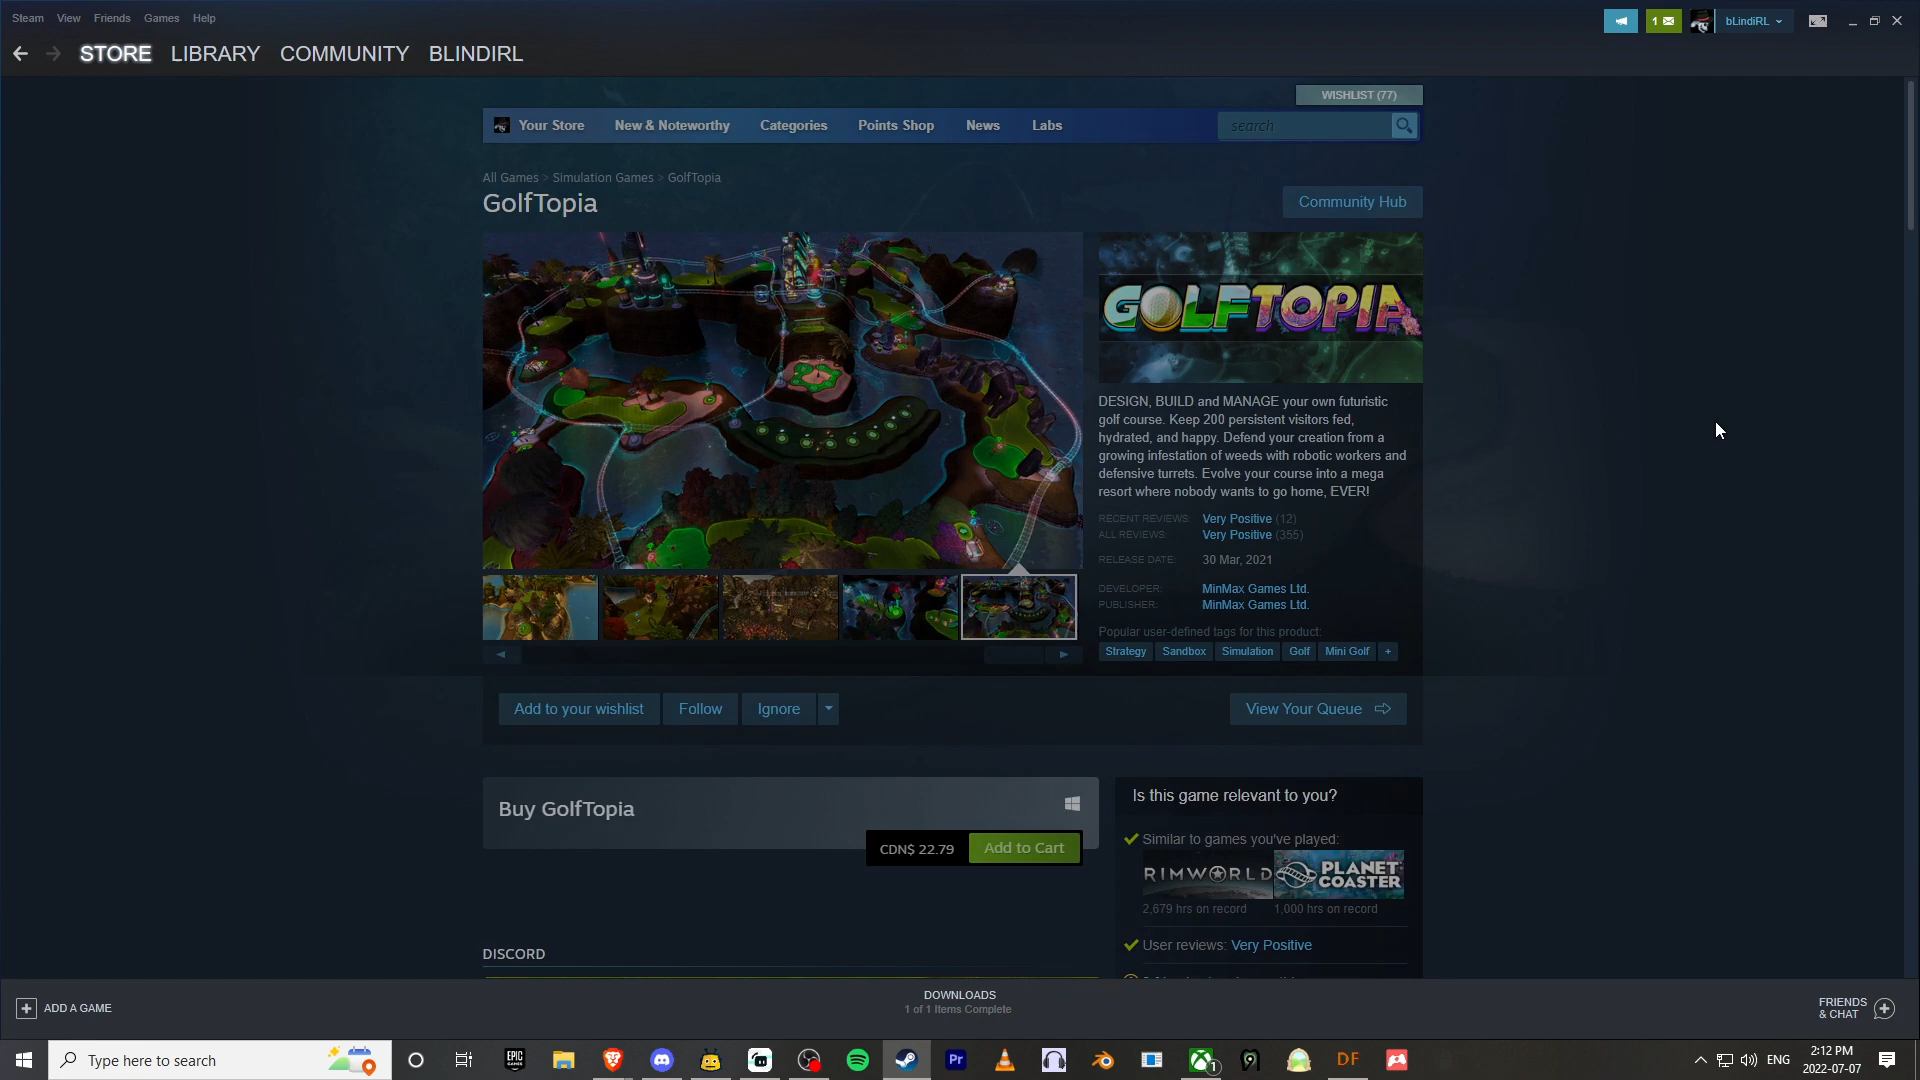 Steam View Friends Games Help
1
bLindiRL
STORE LIBRARY COMMUNITY BLINDIRL
WISHLIST (77)
Your Store New & Noteworthy Categories Points Shop News Labs
search
All Games > Simulation Games > GolfTopia
GolfTopia
Community Hub
GOLFTOPIA
DESIGN, BUILD and MANAGE your own futuristic
golf course. Keep 200 persistent visitors fed,
hydrated, and happy. Defend your creation from a
growing infestation of weeds with robotic workers and
defensive turrets. Evolve your course into a mega
resort where nobody wants to go home, EVER!
RECENT REVIEWS: Very Positive (12)
ALL REVIEWS: Very Positive (355)
RELEASE DATE: 30 Mar, 2021
DEVELOPER: MinMax Games Ltd.
PUBLISHER: MinMax Games Ltd.
Popular user-defined tags for this product:
Strategy Sandbox Simulation Golf Mini Golf +
Add to your wishlist Follow Ignore
View Your Queue
Buy GolfTopia
CDN$ 22.79 Add to Cart
Is this game relevant to you?
Similar to games you've played:
RIMWORLD
PLANET
COASTER
2,679 hrs on record 1,000 hrs on record
User reviews: Very Positive
DISCORD
ADD A GAME
DOWNLOADS
1 of 1 Items Complete
FRIENDS
& CHAT
Type here to search
EPIC
GAMES
Pr
1
DF
ENG
2:12 PM
2022-07-07